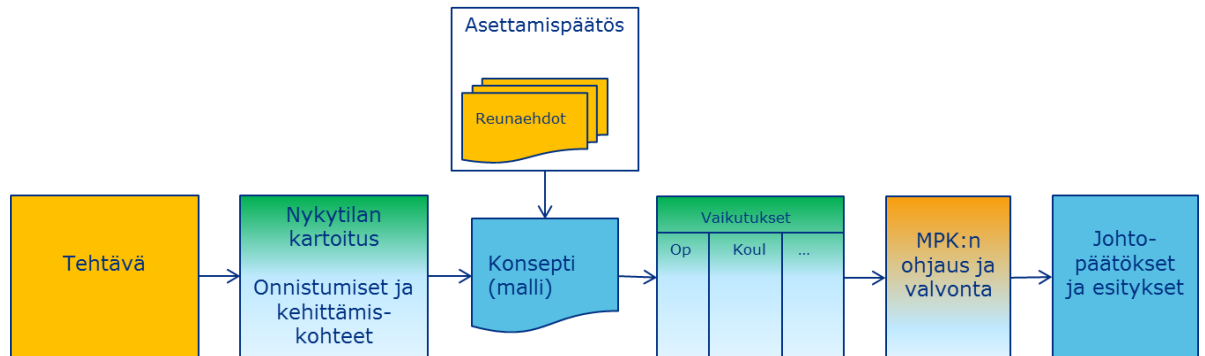 Asettamispäätös
Reunaehdot
Tehtävä
Nykytilan
kartoitus
Onnistumiset ja
kehittämis-
kohteet
Konsepti
(malli)
Vaikutukset
Op
Koul
...
MPK:n
ohjaus ja
valvonta
Johto-
päätökset
ja esitykset